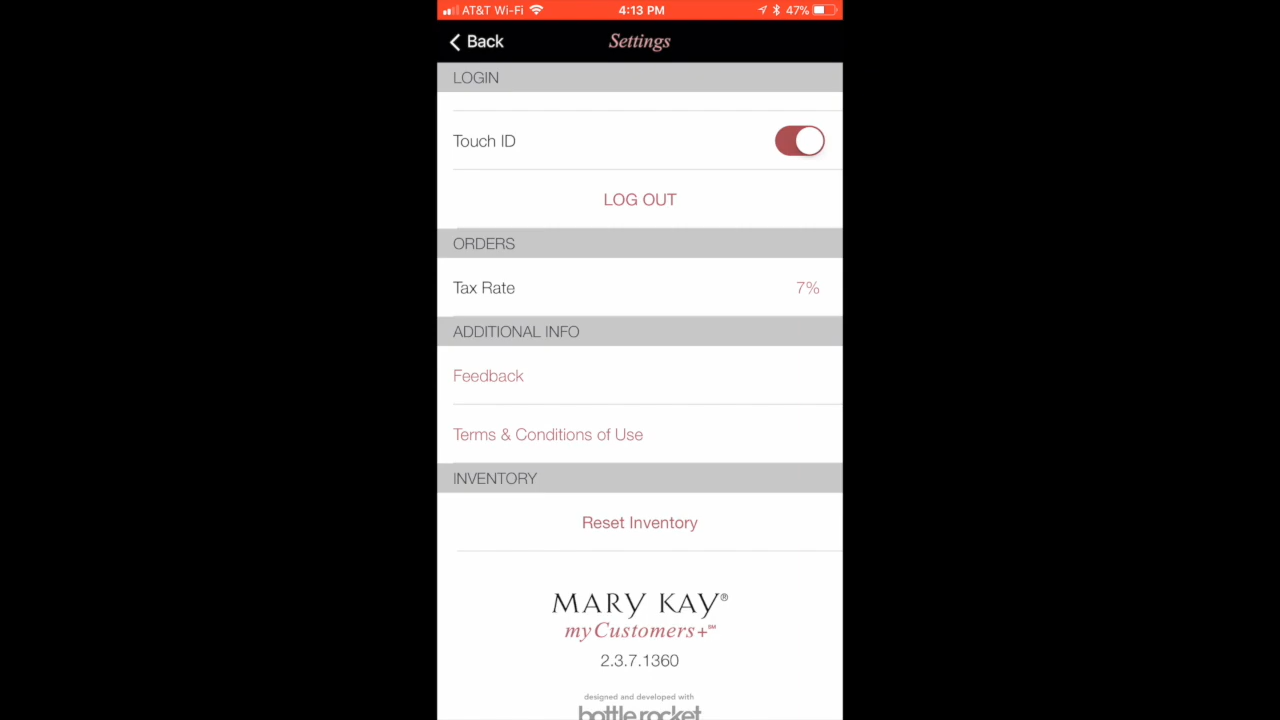 AT&T Wi-Fi 4:13 PM 47%
Back Settings
LOGIN
Touch ID
LOG OUT
ORDERS
Tax Rate 7%
ADDITIONAL INFO
Feedback
Terms & Conditions of Use
INVENTORY
Reset Inventory
MARY KAY®
myCustomers+℠
2.3.7.1360
designed and developed with
bottle rocket